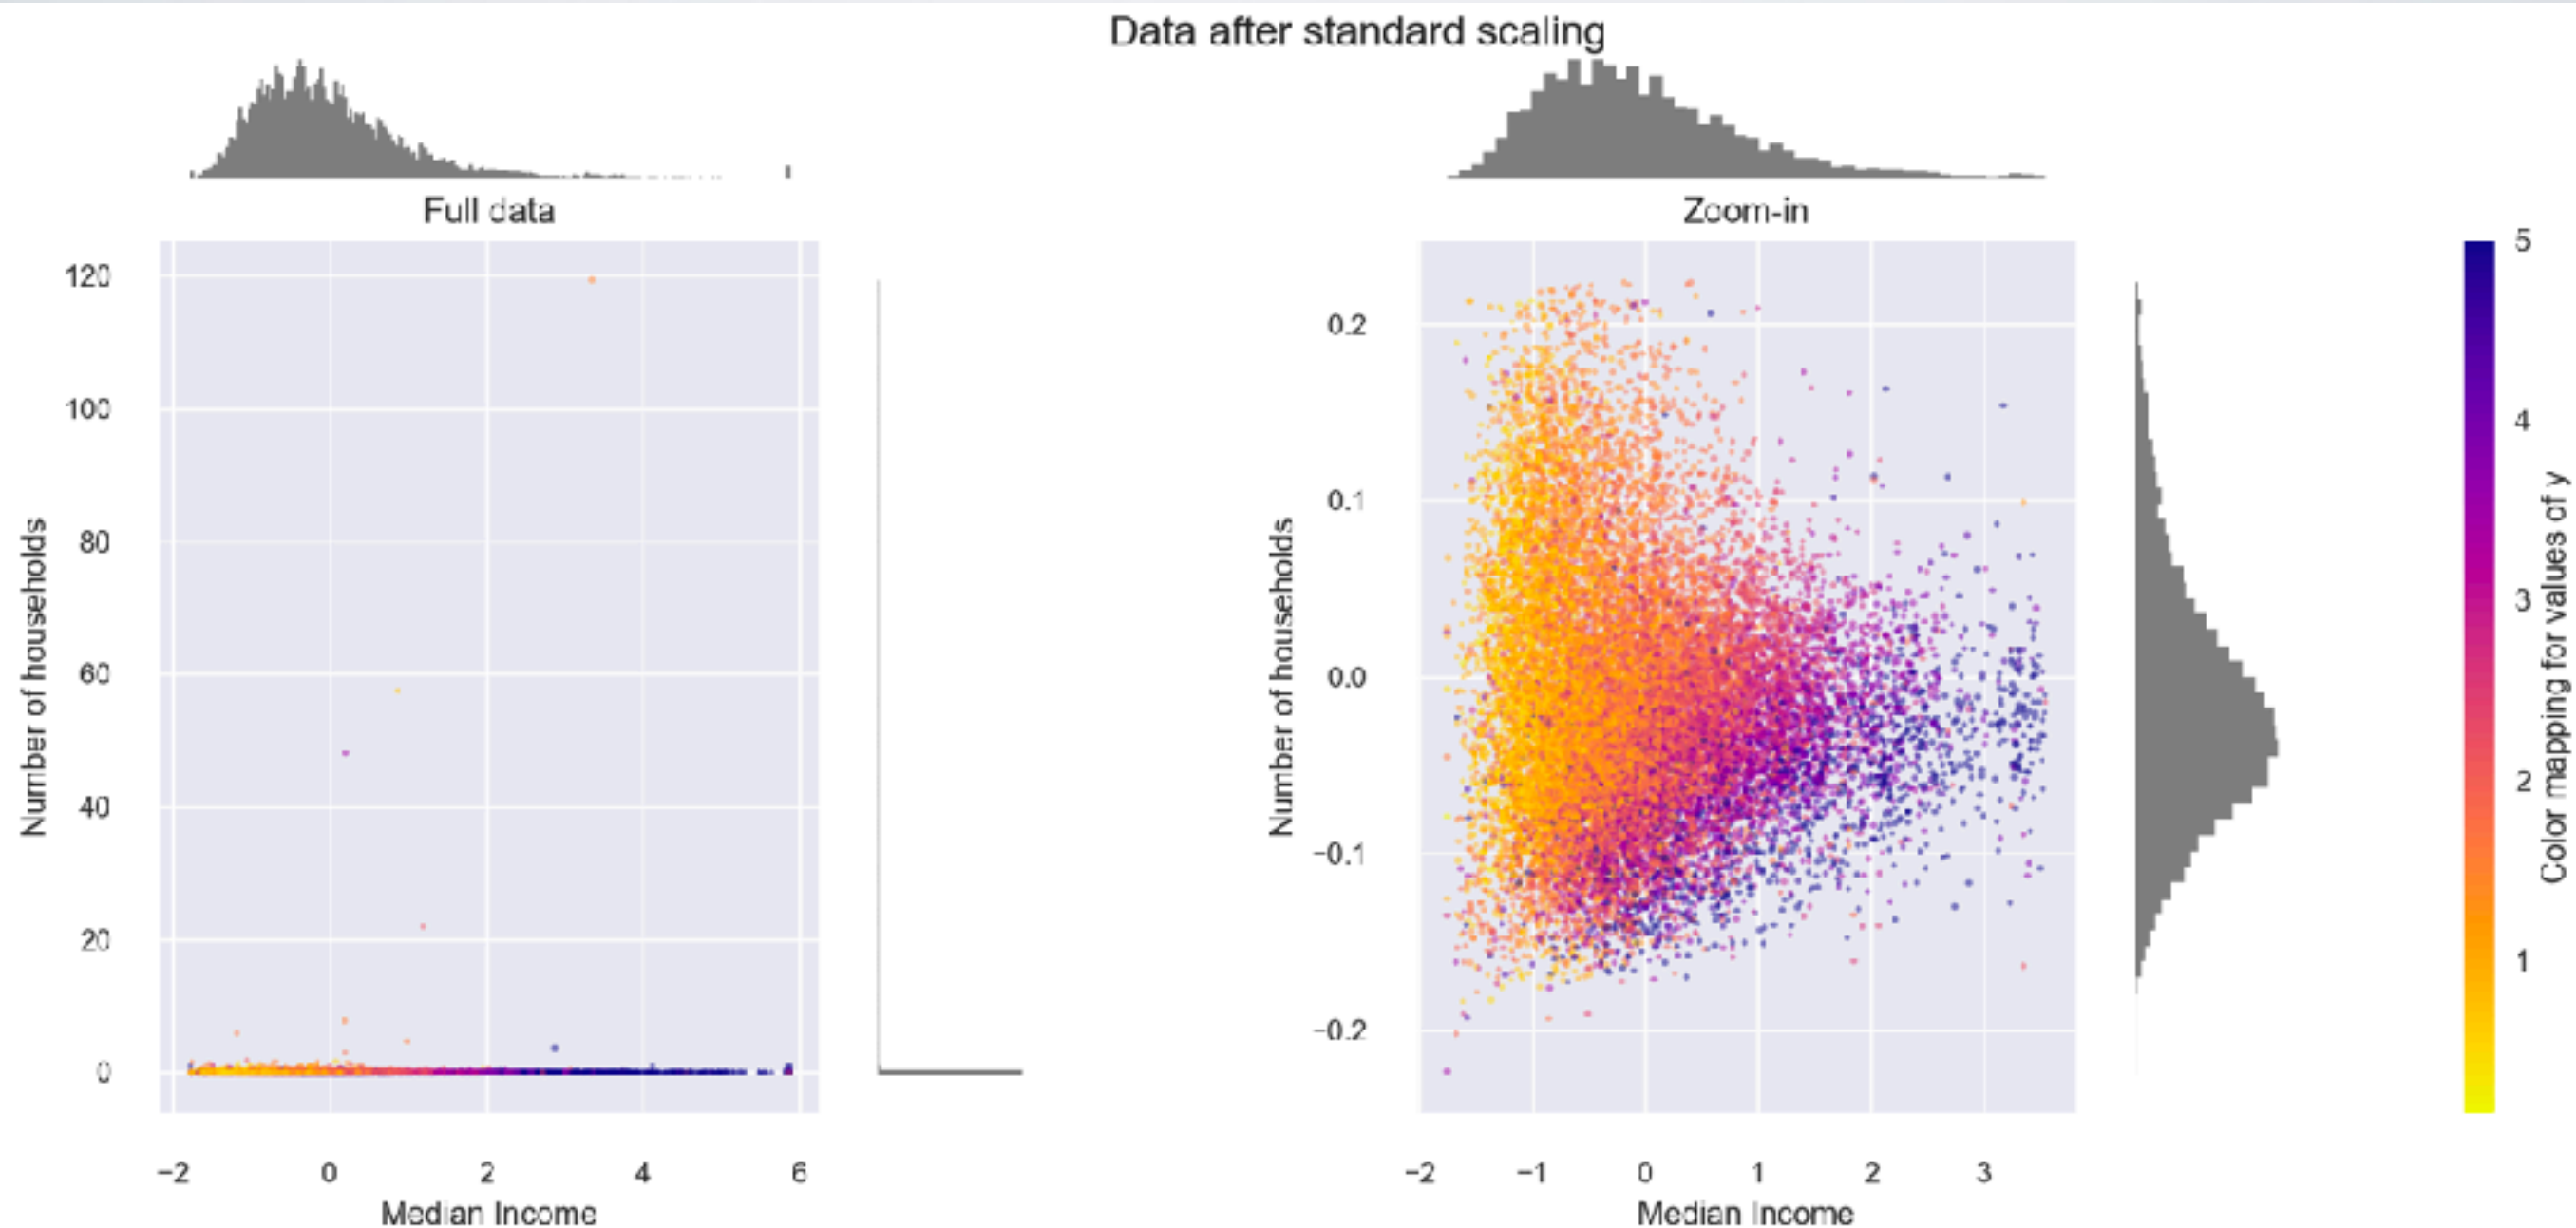 Data after standard scaling
Full data
120
100
80
60
40
20
0
Number of households
−2 0 2 4 6
Median Income
Zoom-in
0.2
0.1
0.0
−0.1
−0.2
Number of households
−2 −1 0 1 2 3
Median Income
5
4
3
2
1
Color mapping for values of y